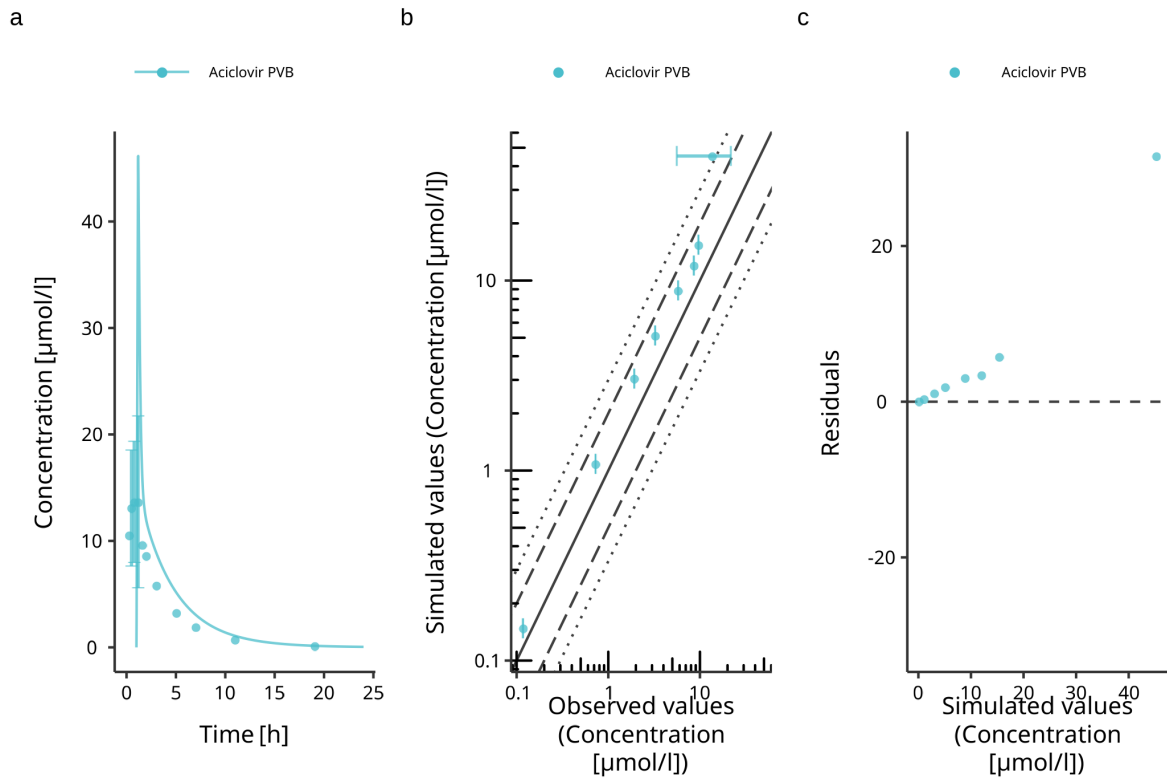 a
Aciclovir PVB
Concentration [µmol/l]
40
30
20
10
0
0 5 10 15 20 25
Time [h]
b
Aciclovir PVB
Simulated values (Concentration [µmol/l])
10
1
0.1
0.1 1 10
Observed values
(Concentration
[µmol/l])
c
Aciclovir PVB
Residuals
20
0
-20
0 10 20 30 40
Simulated values
(Concentration
[µmol/l])